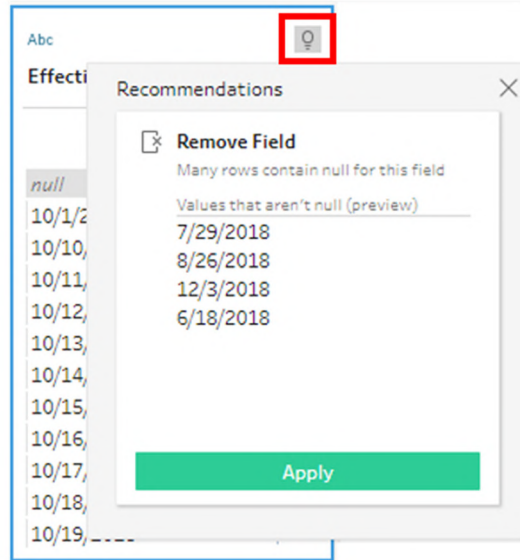 Abc
Effecti
Recommendations
Remove Field
Many rows contain null for this field
Values that aren't null (preview)
7/29/2018
8/26/2018
12/3/2018
6/18/2018
Apply
null
10/1/2
10/10,
10/11,
10/12,
10/13,
10/14,
10/15,
10/16,
10/17,
10/18,
10/19/